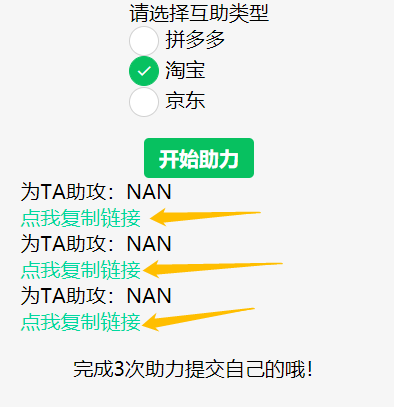 请选择互助类型
拼多多
淘宝
京东
开始助力
为TA助攻：NAN
点我复制链接
为TA助攻：NAN
点我复制链接
为TA助攻：NAN
点我复制链接
完成3次助力提交自己的哦！